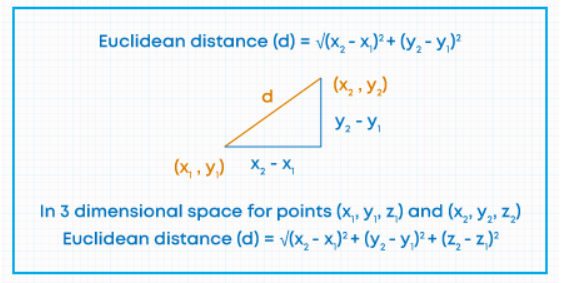 Euclidean distance (d) = √(x₂ - x₁)² + (y₂ - y₁)²
(x₂ , y₂)
d
y₂ - y₁
(x₁ , y₁)
x₂ - x₁
In 3 dimensional space for points (x₁, y₁, z₁) and (x₂, y₂, z₂)
Euclidean distance (d) = √(x₂ - x₁)² + (y₂ - y₁)² + (z₂ - z₁)²